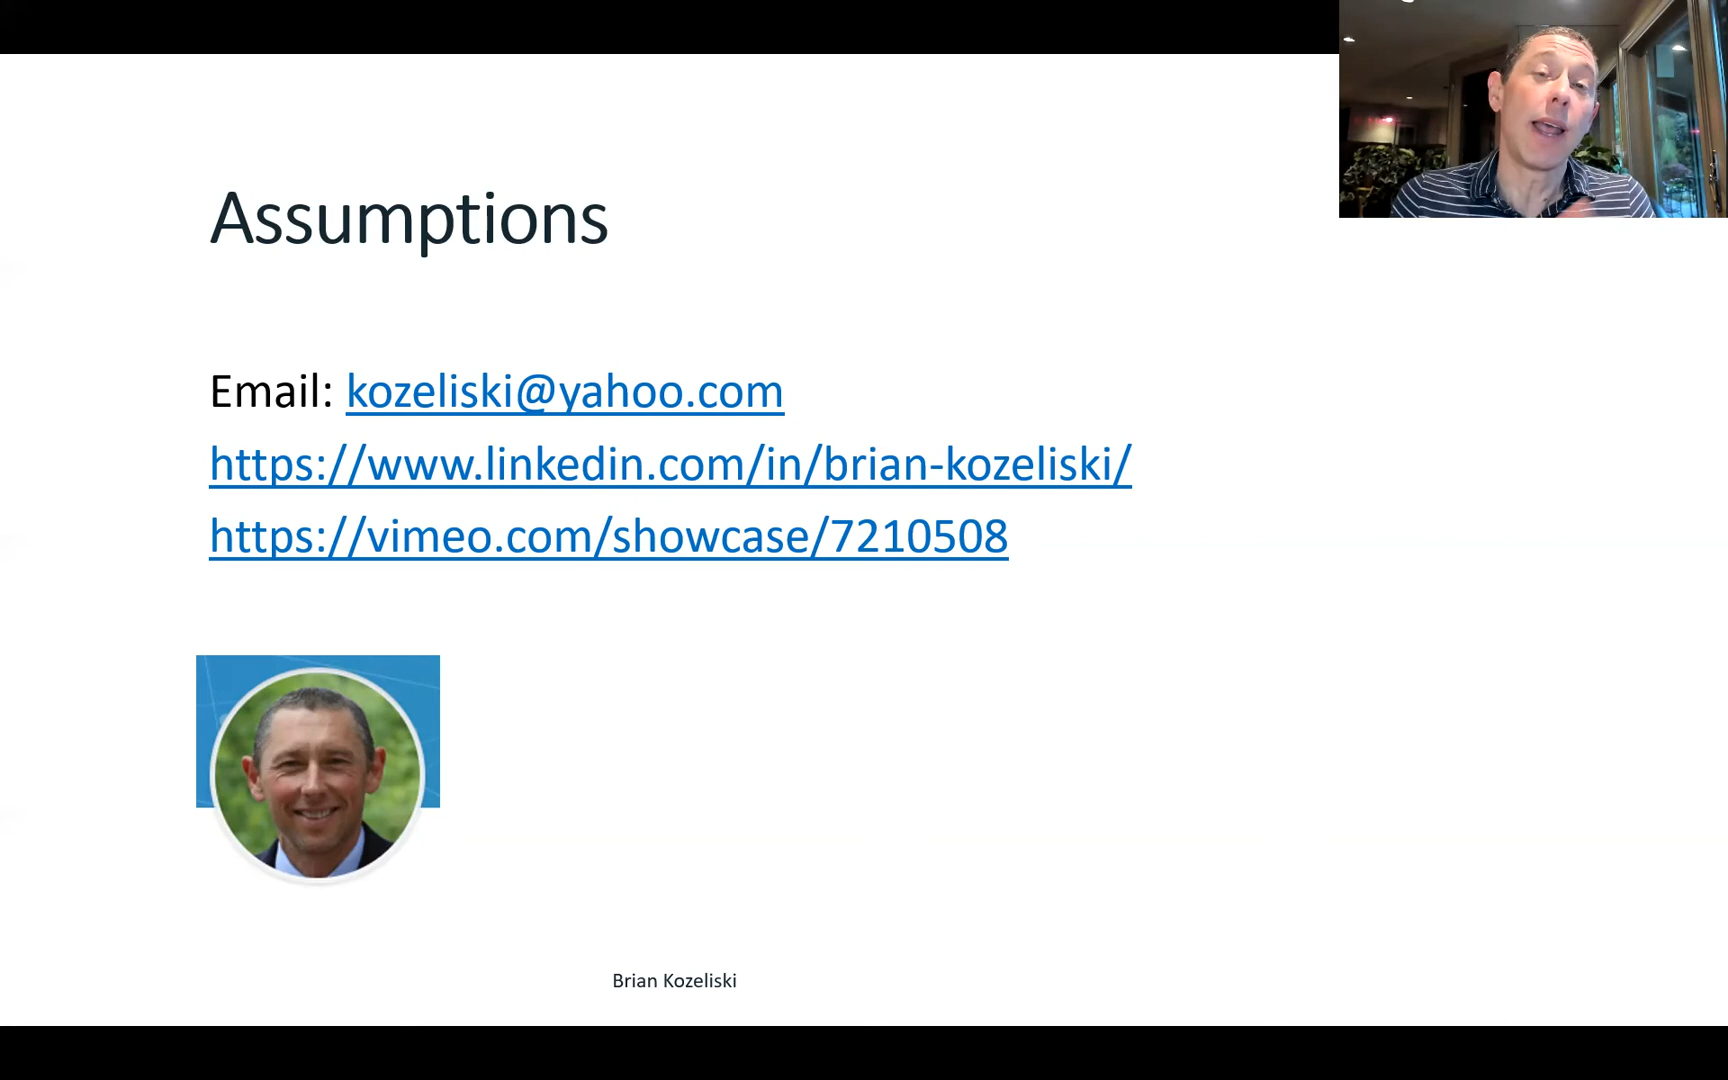 Assumptions
Email: kozeliski@yahoo.com
https://www.linkedin.com/in/brian-kozeliski/
https://vimeo.com/showcase/7210508
Brian Kozeliski